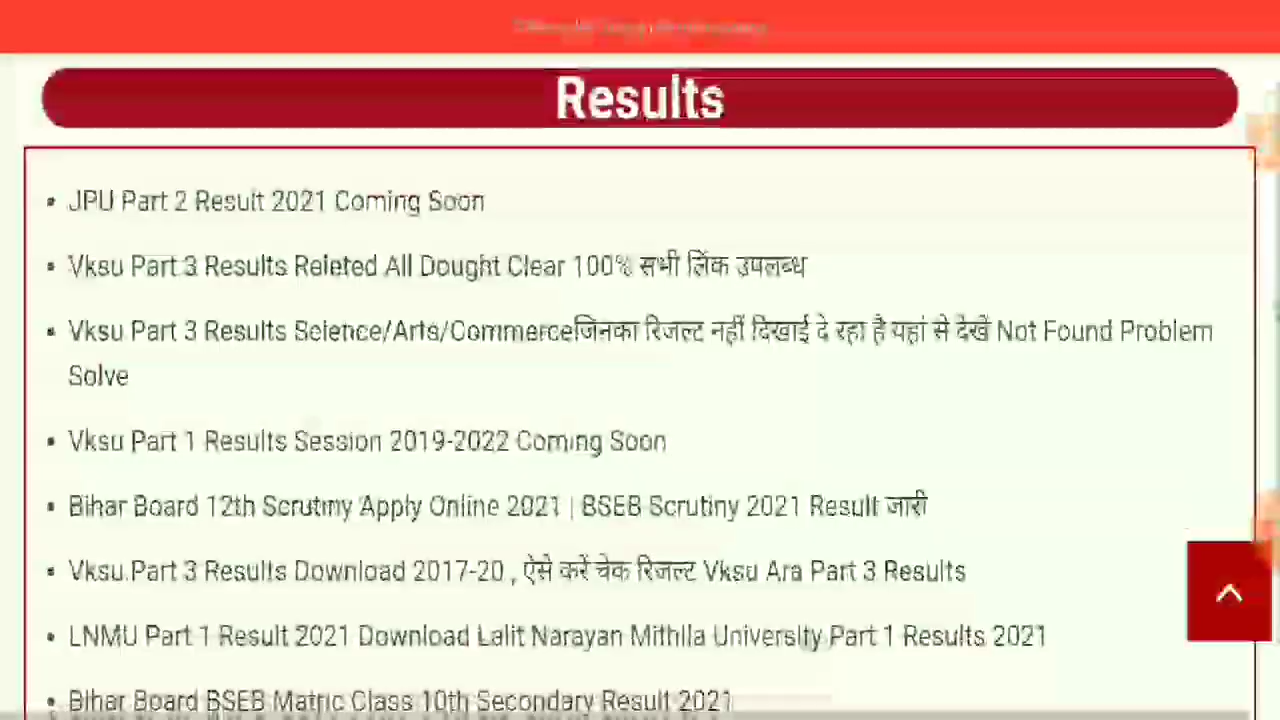 Results
JPU Part 2 Result 2021 Coming Soon
Vksu Part 3 Results Releted All Dought Clear 100% सभी लिंक उपलब्ध
Vksu Part 3 Results Science/Arts/Commerceजिनका रिजल्ट नहीं दिखाई दे रहा है यहां से देखें Not Found Problem
Solve
Vksu Part 1 Results Session 2019-2022 Coming Soon
Bihar Board 12th Scrutiny Apply Online 2021 | BSEB Scrutiny 2021 Result जारी
Vksu Part 3 Results Download 2017-20 , ऐसे करें चेक रिजल्ट Vksu Ara Part 3 Results
LNMU Part 1 Result 2021 Download Lalit Narayan Mithila University Part 1 Results 2021
Bihar Board BSEB Matric Class 10th Secondary Result 2021